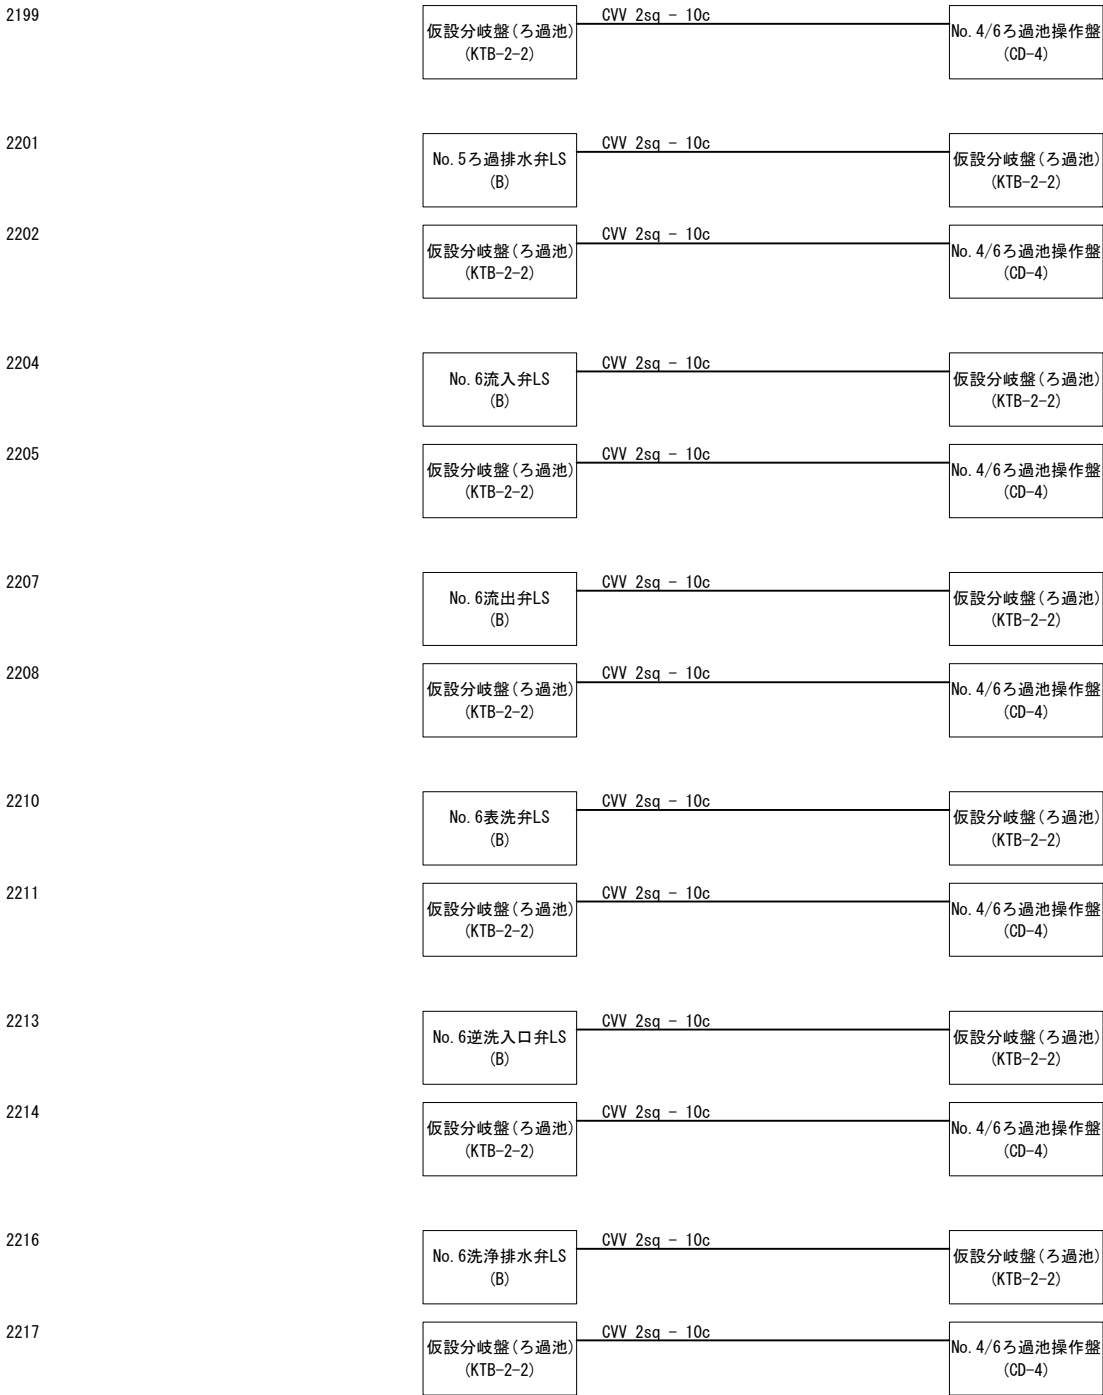 2199
仮設分岐盤(ろ過池)
(KTB-2-2)
CVV 2sq - 10c
No.4/6ろ過池操作盤
(CD-4)
2201
No.5ろ過排水弁LS
(B)
CVV 2sq - 10c
仮設分岐盤(ろ過池)
(KTB-2-2)
2202
仮設分岐盤(ろ過池)
(KTB-2-2)
CVV 2sq - 10c
No.4/6ろ過池操作盤
(CD-4)
2204
No.6流入弁LS
(B)
CVV 2sq - 10c
仮設分岐盤(ろ過池)
(KTB-2-2)
2205
仮設分岐盤(ろ過池)
(KTB-2-2)
CVV 2sq - 10c
No.4/6ろ過池操作盤
(CD-4)
2207
No.6流出弁LS
(B)
CVV 2sq - 10c
仮設分岐盤(ろ過池)
(KTB-2-2)
2208
仮設分岐盤(ろ過池)
(KTB-2-2)
CVV 2sq - 10c
No.4/6ろ過池操作盤
(CD-4)
2210
No.6表洗弁LS
(B)
CVV 2sq - 10c
仮設分岐盤(ろ過池)
(KTB-2-2)
2211
仮設分岐盤(ろ過池)
(KTB-2-2)
CVV 2sq - 10c
No.4/6ろ過池操作盤
(CD-4)
2213
No.6逆洗入口弁LS
(B)
CVV 2sq - 10c
仮設分岐盤(ろ過池)
(KTB-2-2)
2214
仮設分岐盤(ろ過池)
(KTB-2-2)
CVV 2sq - 10c
No.4/6ろ過池操作盤
(CD-4)
2216
No.6洗浄排水弁LS
(B)
CVV 2sq - 10c
仮設分岐盤(ろ過池)
(KTB-2-2)
2217
仮設分岐盤(ろ過池)
(KTB-2-2)
CVV 2sq - 10c
No.4/6ろ過池操作盤
(CD-4)